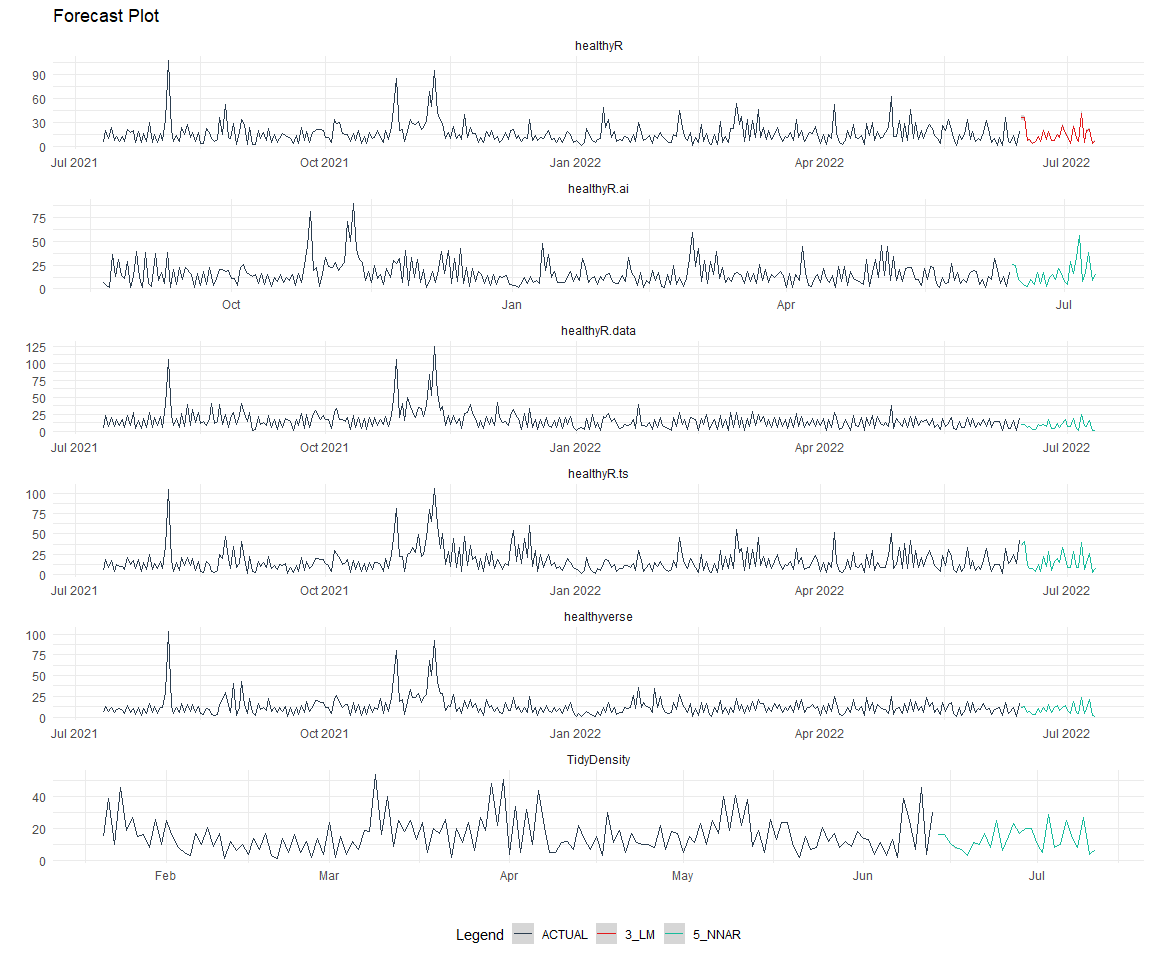 Forecast Plot
healthyR
90
60
30
0
Jul 2021 Oct 2021 Jan 2022 Apr 2022 Jul 2022
healthyR.ai
75
50
25
0
Oct Jan Apr Jul
healthyR.data
125
100
75
50
25
0
Jul 2021 Oct 2021 Jan 2022 Apr 2022 Jul 2022
healthyR.ts
100
75
50
25
0
Jul 2021 Oct 2021 Jan 2022 Apr 2022 Jul 2022
healthyverse
100
75
50
25
0
Jul 2021 Oct 2021 Jan 2022 Apr 2022 Jul 2022
TidyDensity
40
20
0
Feb Mar Apr May Jun Jul
Legend ACTUAL 3_LM 5_NNAR